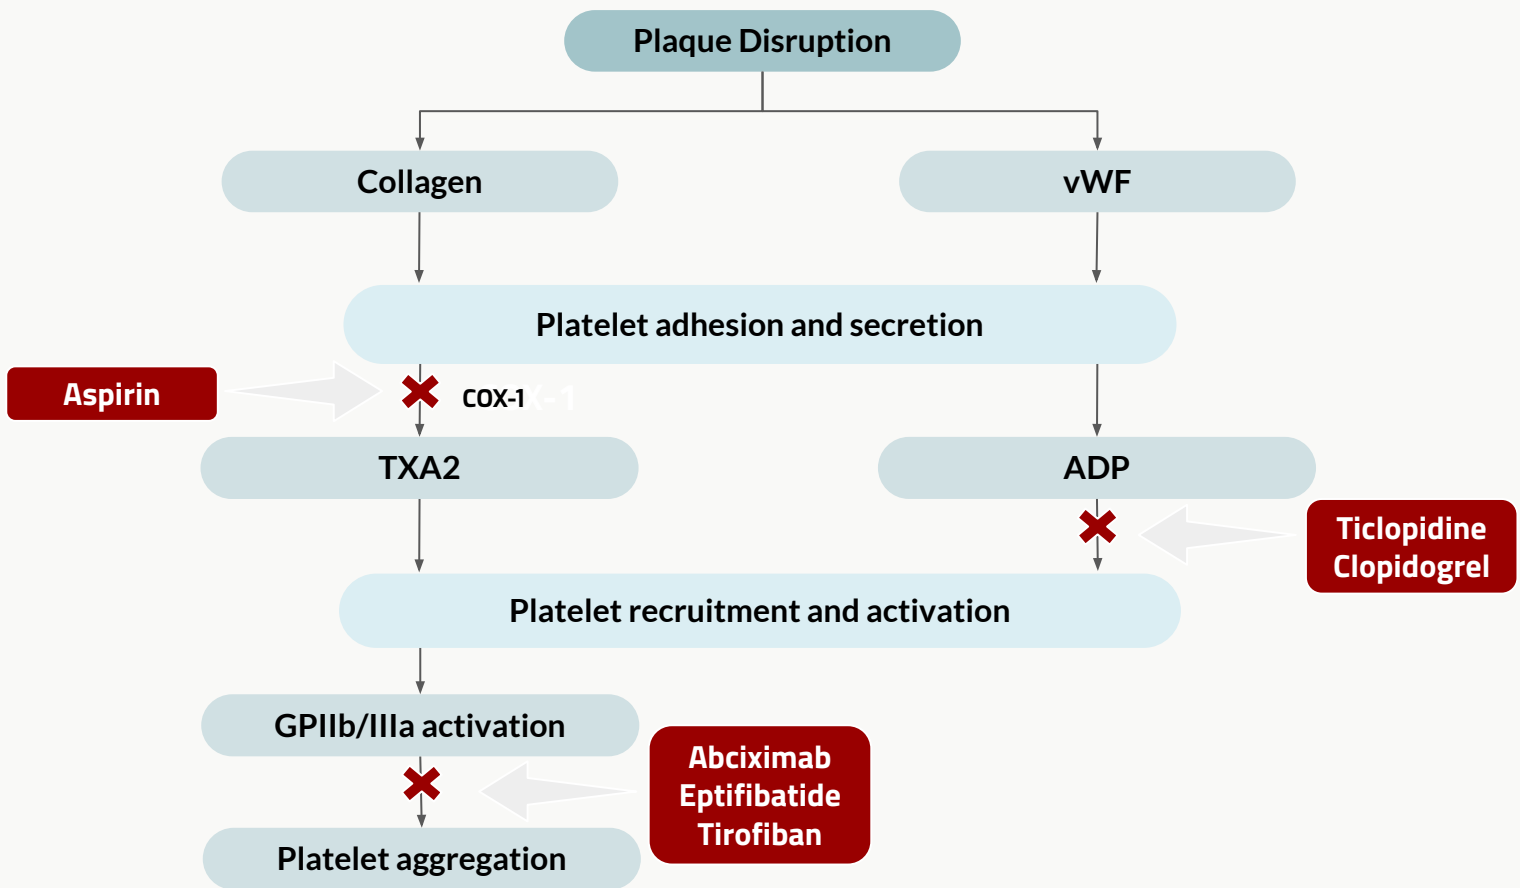 Plaque Disruption
Collagen
vWF
Platelet adhesion and secretion
Aspirin
COX-1
TXA2
ADP
Ticlopidine
Clopidogrel
Platelet recruitment and activation
GPIIb/IIIa activation
Abciximab
Eptifibatide
Tirofiban
Platelet aggregation